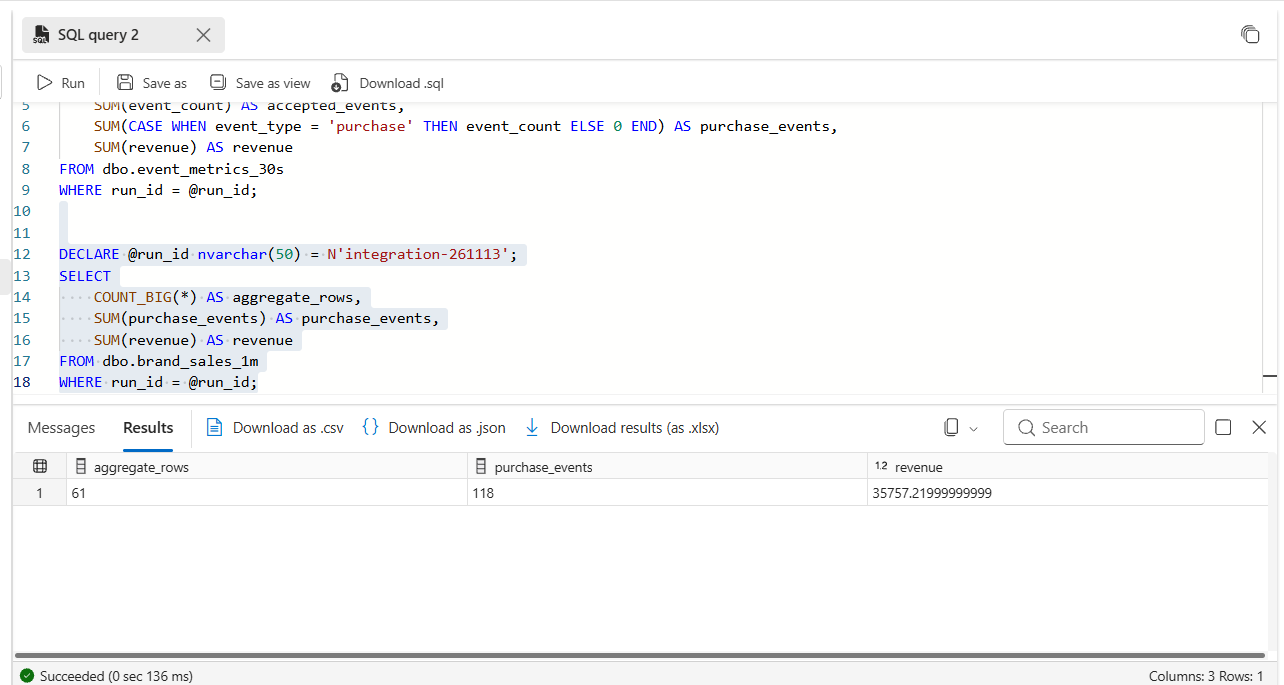 SQL query 2
Run Save as Save as view Download .sql
5 SUM(event_count) AS accepted_events,
6 SUM(CASE WHEN event_type = 'purchase' THEN event_count ELSE 0 END) AS purchase_events,
7 SUM(revenue) AS revenue
8 FROM dbo.event_metrics_30s
9 WHERE run_id = @run_id;
10
11
12 DECLARE @run_id nvarchar(50) = N'integration-261113';
13 SELECT
14 COUNT_BIG(*) AS aggregate_rows,
15 SUM(purchase_events) AS purchase_events,
16 SUM(revenue) AS revenue
17 FROM dbo.brand_sales_1m
18 WHERE run_id = @run_id;
Messages Results Download as .csv {} Download as .json Download results (as .xlsx) Search
aggregate_rows purchase_events 1.2 revenue
1 61 118 35757.21999999999
Succeeded (0 sec 136 ms) Columns: 3 Rows: 1